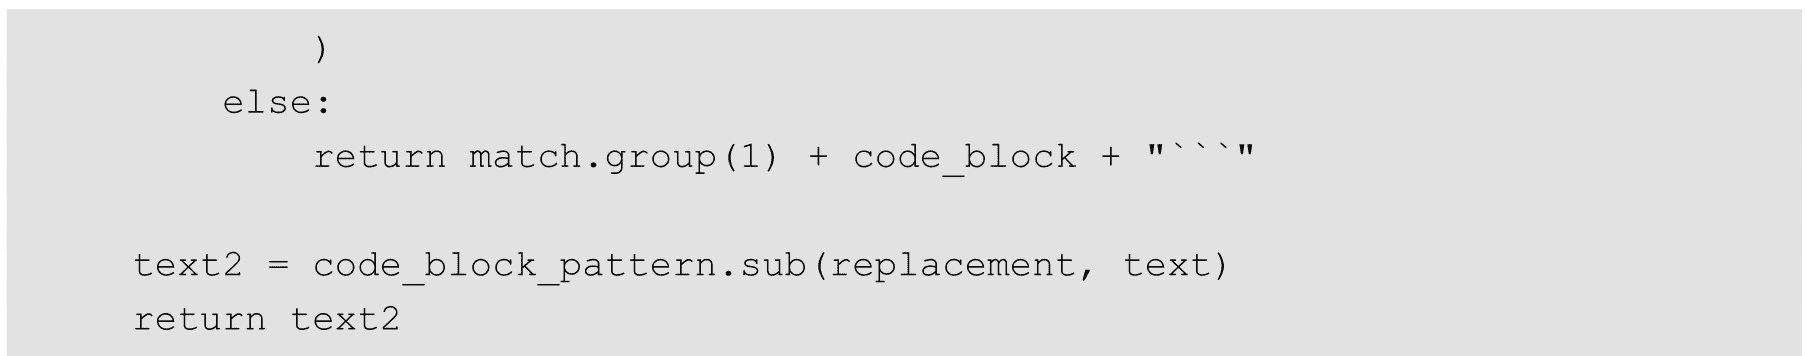 )
    else:
        return match.group(1) + code_block + "```"

text2 = code_block_pattern.sub(replacement, text)
return text2